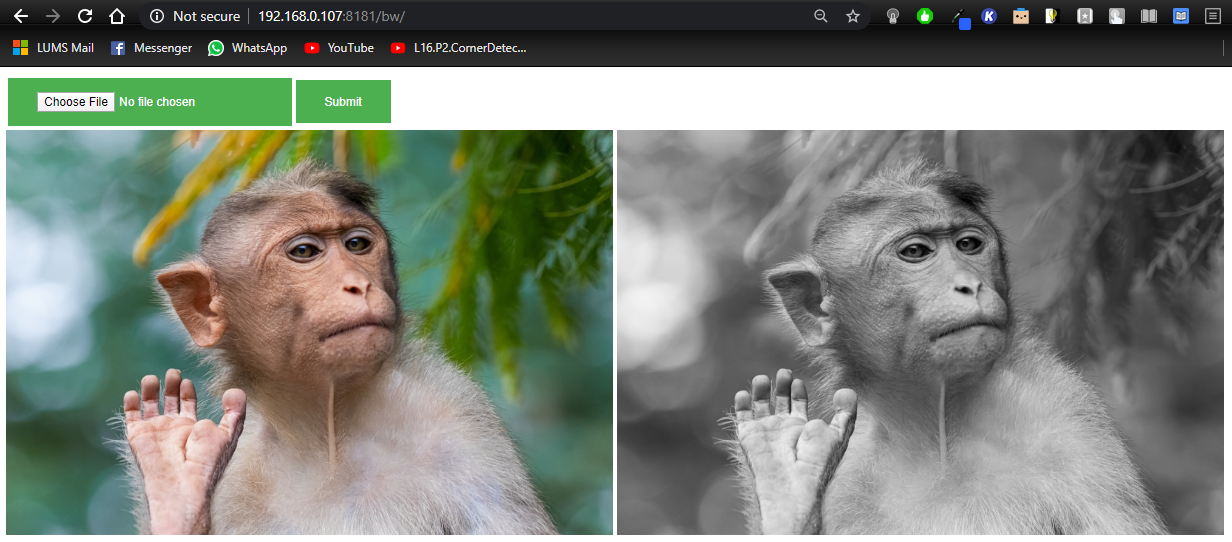 Not secure 192.168.0.107:8181/bw/
LUMS Mail Messenger WhatsApp YouTube L16.P2.CornerDetec...
Choose File No file chosen Submit